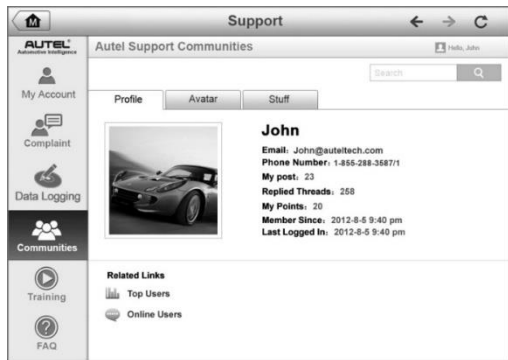 M
Support
AUTEL®
Automotive Intelligence
Autel Support Communities
Hello, John
Search
My Account
Complaint
Data Logging
Communities
Training
FAQ
Profile
Avatar
Stuff
John
Email: John@auteltech.com
Phone Number: 1-855-288-3587/1
My post: 23
Replied Threads: 258
My Points: 20
Member Since: 2012-8-5 9:40 pm
Last Logged In: 2012-8-5 9:40 pm
Related Links
Top Users
Online Users